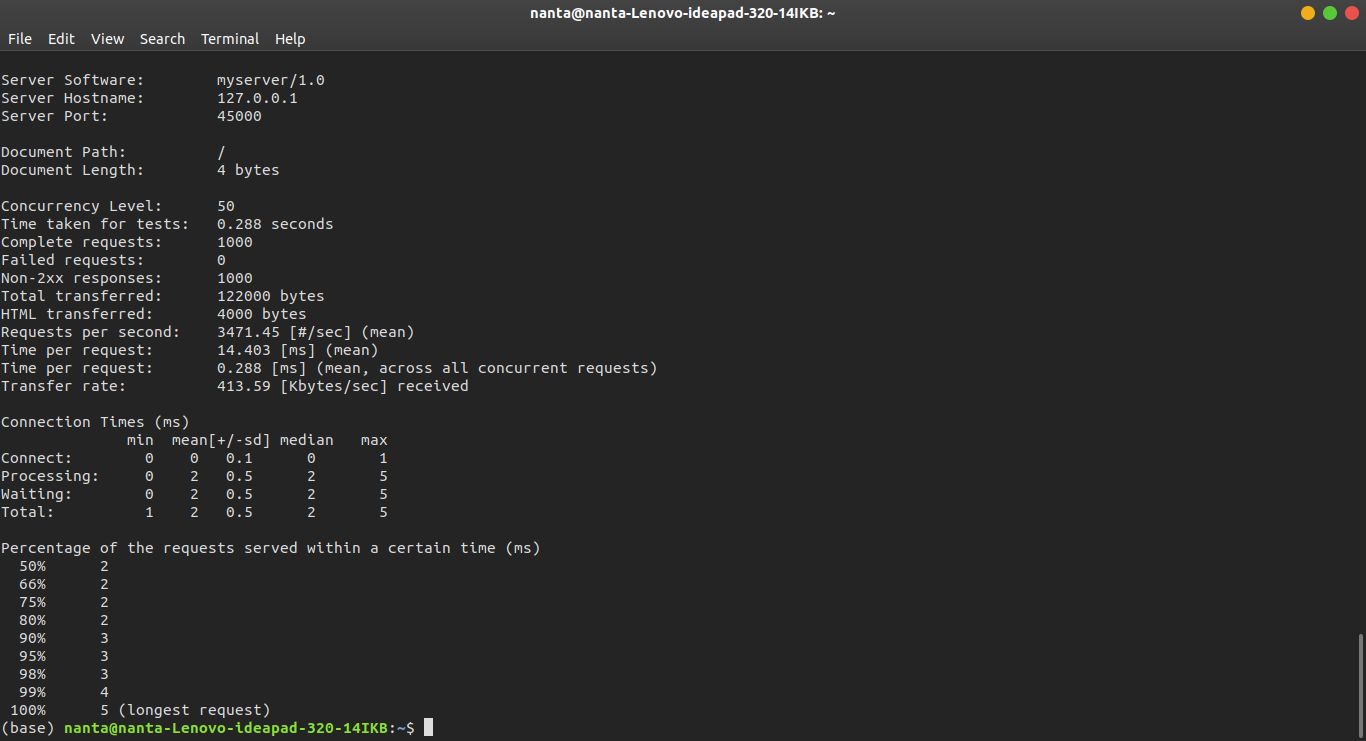 nanta@nanta-Lenovo-ideapad-320-14IKB: ~
File Edit View Search Terminal Help
Server Software:        myserver/1.0
Server Hostname:        127.0.0.1
Server Port:            45000
Document Path:          /
Document Length:        4 bytes
Concurrency Level:      50
Time taken for tests:   0.288 seconds
Complete requests:      1000
Failed requests:        0
Non-2xx responses:      1000
Total transferred:      122000 bytes
HTML transferred:       4000 bytes
Requests per second:    3471.45 [#/sec] (mean)
Time per request:       14.403 [ms] (mean)
Time per request:       0.288 [ms] (mean, across all concurrent requests)
Transfer rate:          413.59 [Kbytes/sec] received
Connection Times (ms)
              min  mean[+/-sd] median   max
Connect:        0    0   0.1      0       1
Processing:     0    2   0.5      2       5
Waiting:        0    2   0.5      2       5
Total:          1    2   0.5      2       5
Percentage of the requests served within a certain time (ms)
  50%      2
  66%      2
  75%      2
  80%      2
  90%      3
  95%      3
  98%      3
  99%      4
 100%      5 (longest request)
(base) nanta@nanta-Lenovo-ideapad-320-14IKB:~$